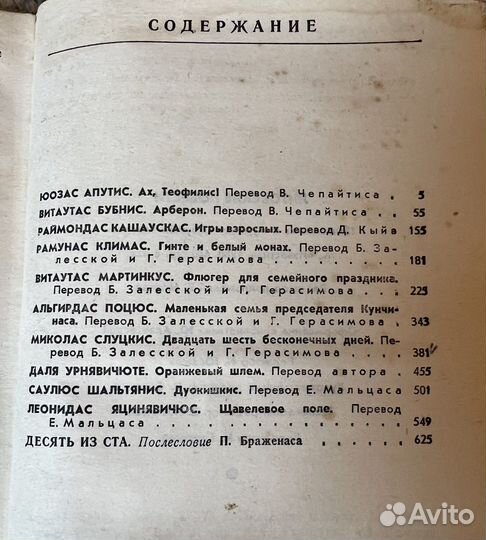 СОДЕРЖАНИЕ
ЮОЗАС АПУТИС. Ах, Теофилис! Перевод В. Чепайтиса . 5
ВИТАУТАС БУБНИС. Арберон. Перевод В. Чепайтиса . . 55
РАЙМОНДАС КАШАУСКАС. Игры взрослых. Перевод Д. Кыйв 155
РАМУНАС КЛИМАС. Гинте и белый монах. Перевод Б. За-
лесской и Г. Герасимова . . . . . . . . . 181
ВИТАУТАС МАРТИНКУС. Флюгер для семейного праздника.
Перевод Б. Залесской и Г. Герасимова . . . . . 225
АЛЬГИРДАС ПОЦЮС. Маленькая семья председателя Кунчи-
наса. Перевод Б. Залесской и Г. Герасимова . . . 343
МИКОЛАС СЛУЦКИС. Двадцать шесть бесконечных дней. Пе-
ревод Б. Залесской и Г. Герасимова . . . . . 381
ДАЛЯ УРНЯВИЧЮТЕ. Оранжевый шлем. Перевод автора . 455
САУЛЮС ШАЛЬТЯНИС. Дуокишкис. Перевод Е. Мальцаса 501
ЛЕОНИДАС ЯЦИНЯВИЧЮС. Щавелевое поле. Перевод
Е. Мальцаса . . . . . . . . . . . . . 549
ДЕСЯТЬ ИЗ СТА. Послесловие П. Браженаса . . . . . 625
Avito